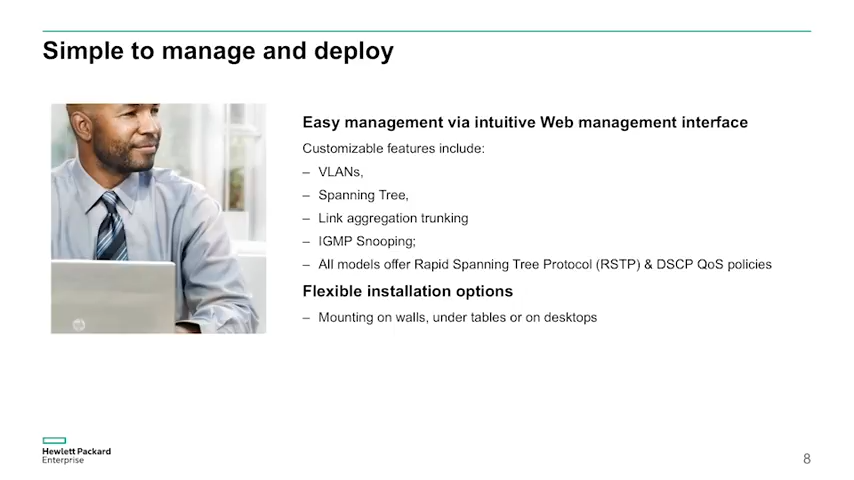 Simple to manage and deploy
Easy management via intuitive Web management interface
Customizable features include:
– VLANs,
– Spanning Tree,
– Link aggregation trunking
– IGMP Snooping;
– All models offer Rapid Spanning Tree Protocol (RSTP) & DSCP QoS policies
Flexible installation options
– Mounting on walls, under tables or on desktops
Hewlett Packard
Enterprise
8